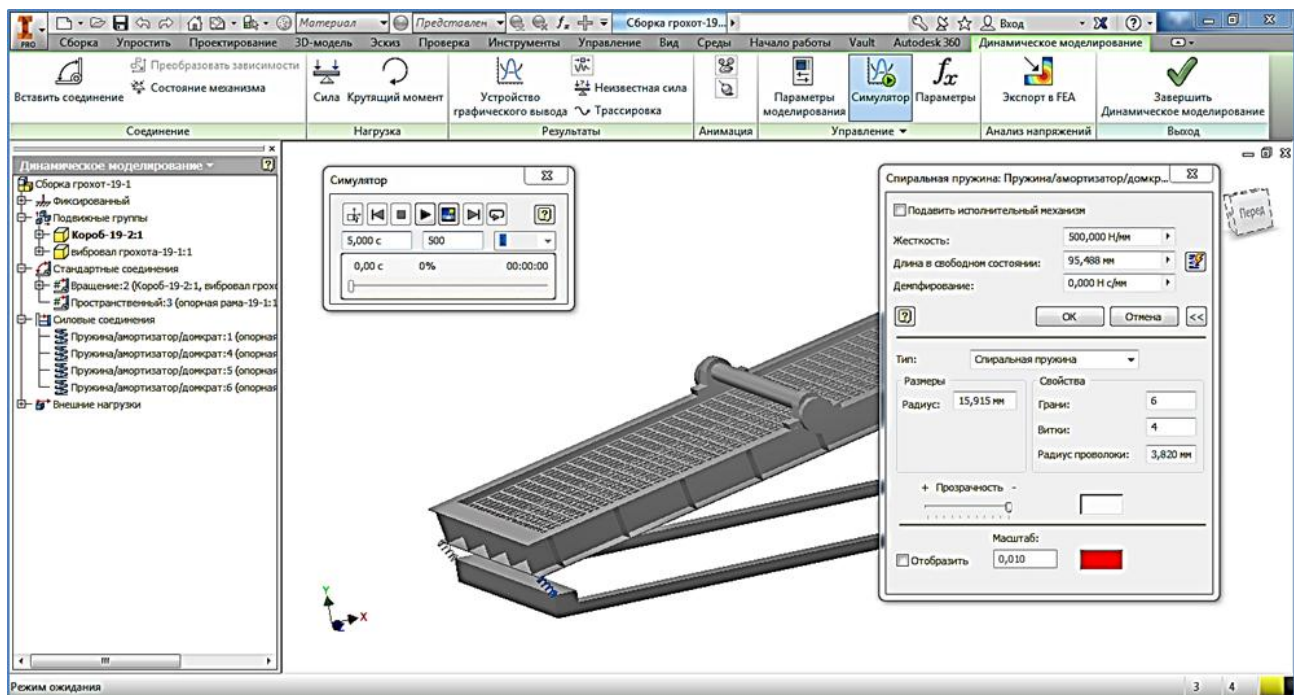 PRO
Материал
Представлен
Сборка грохот-19...
Вход
Сборка Упростить Проектирование 3D-модель Эскиз Проверка Инструменты Управление Вид Среды Начало работы Vault Autodesk 360 Динамическое моделирование
Вставить соединение
Преобразовать зависимости
Состояние механизма
Соединение
Сила Крутящий момент
Нагрузка
Устройство
графического вывода
Неизвестная сила
Трассировка
Результаты
Анимация
Параметры
моделирования
Симулятор
fx
Параметры
Управление
Экспорт в FEA
Анализ напряжений
Завершить
Динамическое моделирование
Выход
Динамическое моделирование
Сборка грохот-19-1
Фиксированный
Подвижные группы
Короб-19-2:1
вибровал грохота-19-1:1
Стандартные соединения
Вращение:2 (Короб-19-2:1, вибровал грохо
Пространственный:3 (опорная рама-19-1:1
Силовые соединения
Пружина/амортизатор/домкрат:1 (опорная
Пружина/амортизатор/домкрат:4 (опорная
Пружина/амортизатор/домкрат:5 (опорная
Пружина/амортизатор/домкрат:6 (опорная
Внешние нагрузки
Симулятор
5,000 с 500
0,00 с 0% 00:00:00
Спиральная пружина: Пружина/амортизатор/домкр...
Подавить исполнительный механизм
Жесткость: 500,000 Н/мм
Длина в свободном состоянии: 95,488 мм
Демпфирование: 0,000 Н с/мм
OK Отмена <<
Тип: Спиральная пружина
Размеры
Радиус: 15,915 мм
Свойства
Грани: 6
Витки: 4
Радиус проволоки: 3,820 мм
+ Прозрачность -
Масштаб:
Отобразить 0,010
Перед
Y
X
Режим ожидания
3 4